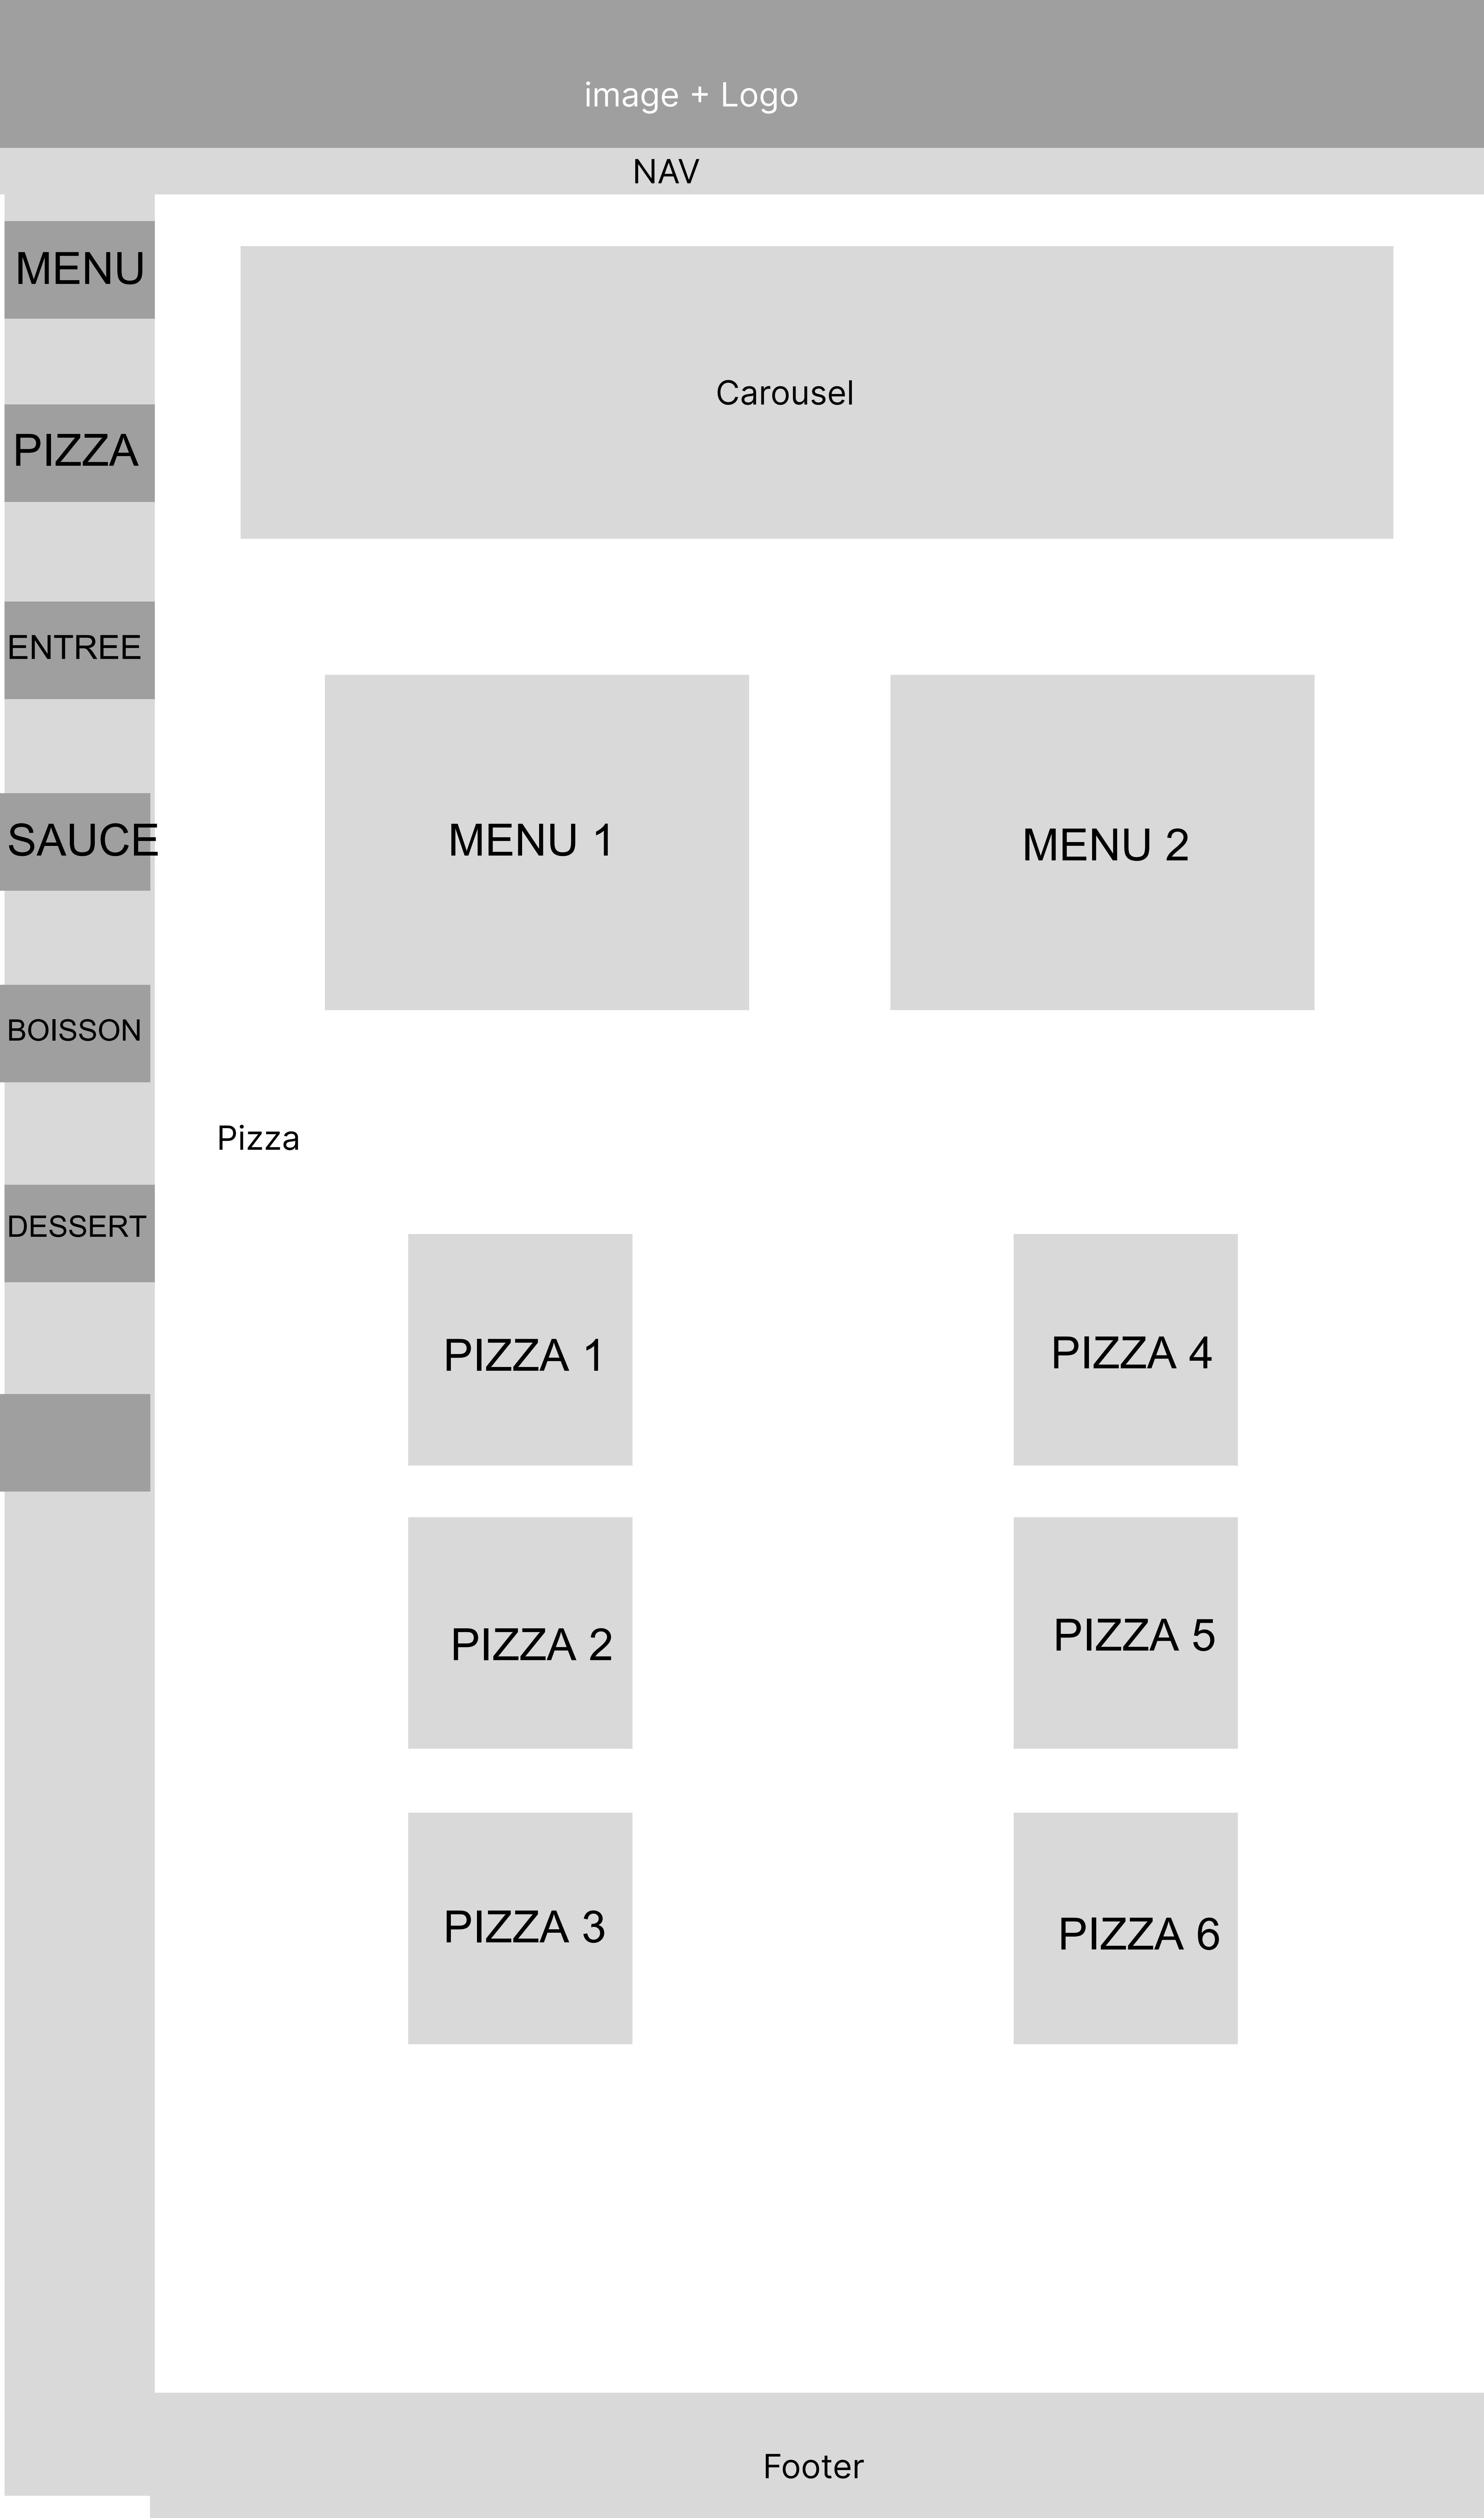 image + Logo
NAV
MENU
PIZZA
ENTREE
SAUCE
BOISSON
DESSERT
Carousel
MENU 1
MENU 2
Pizza
PIZZA 1
PIZZA 4
PIZZA 2
PIZZA 5
PIZZA 3
PIZZA 6
Footer